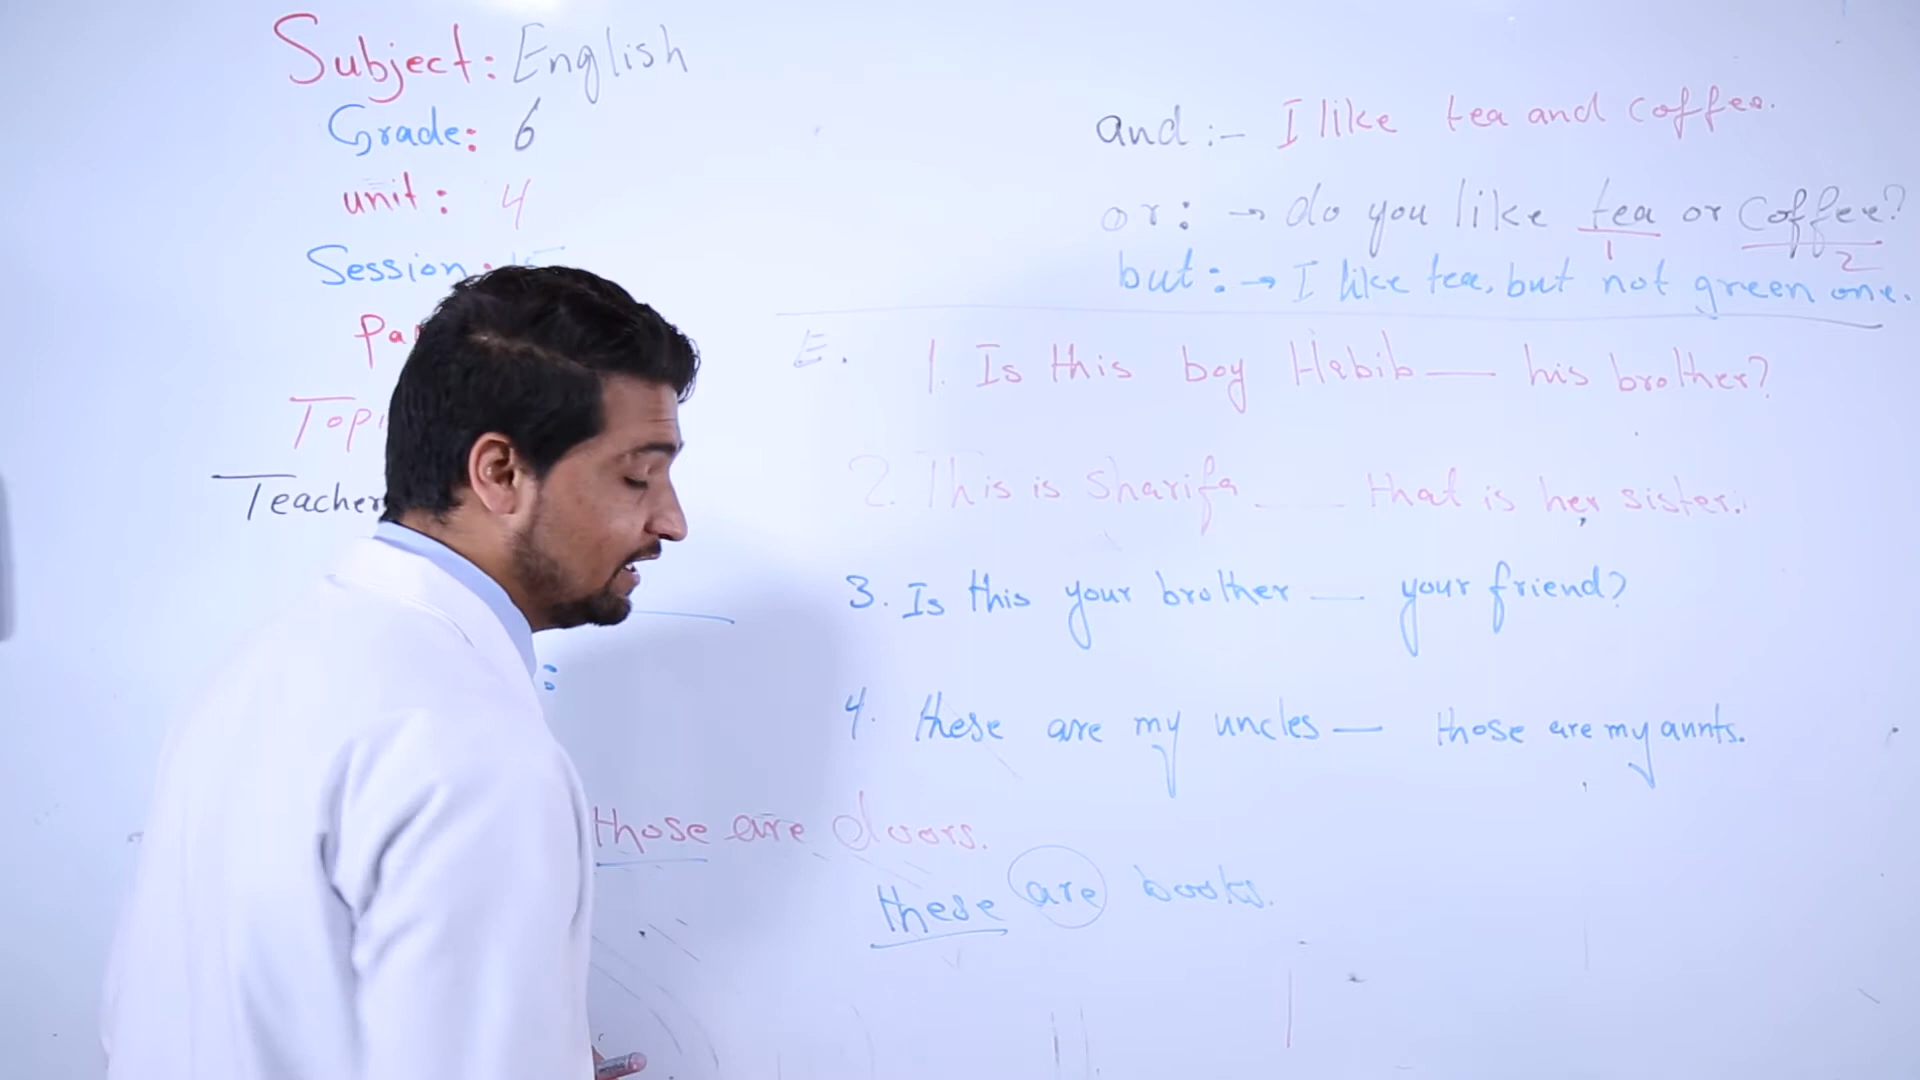 Subject: English
Grade: 6
unit: 4
Session:
Pa
Topi
Teacher
and :- I like tea and coffee.
or : → do you like tea or coffee?
1 2
but : → I like tea, but not green one.
E. 1. Is this boy Habib — his brother?
2. This is Sharifa — that is her sister.
3. Is this your brother — your friend?
4. these are my uncles — those are my aunts.
those are doors.
these are books.